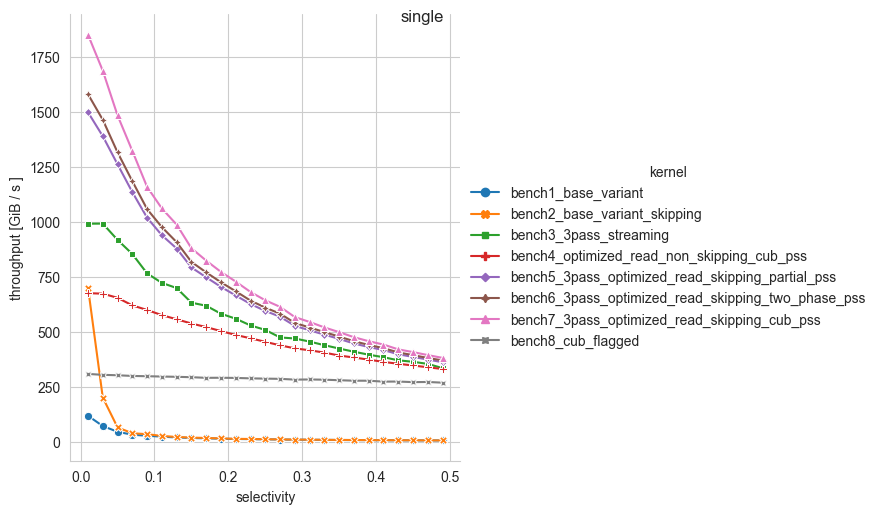 single
throughput [GiB / s ]
1750
1500
1250
1000
750
500
250
0
0.0 0.1 0.2 0.3 0.4 0.5
selectivity
kernel
bench1_base_variant
bench2_base_variant_skipping
bench3_3pass_streaming
bench4_optimized_read_non_skipping_cub_pss
bench5_3pass_optimized_read_skipping_partial_pss
bench6_3pass_optimized_read_skipping_two_phase_pss
bench7_3pass_optimized_read_skipping_cub_pss
bench8_cub_flagged